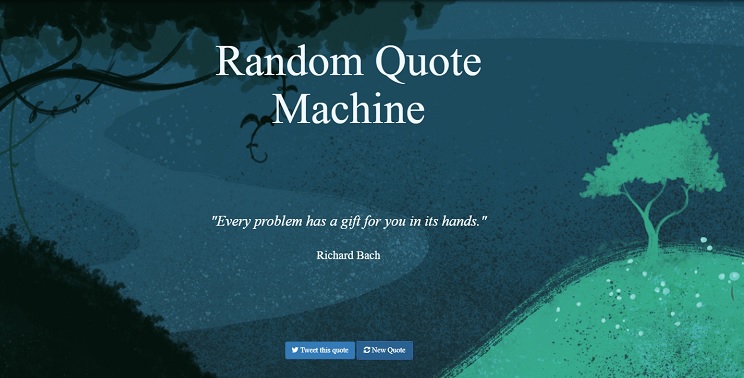 Random Quote
Machine
"Every problem has a gift for you in its hands."
Richard Bach
Tweet this quote New Quote